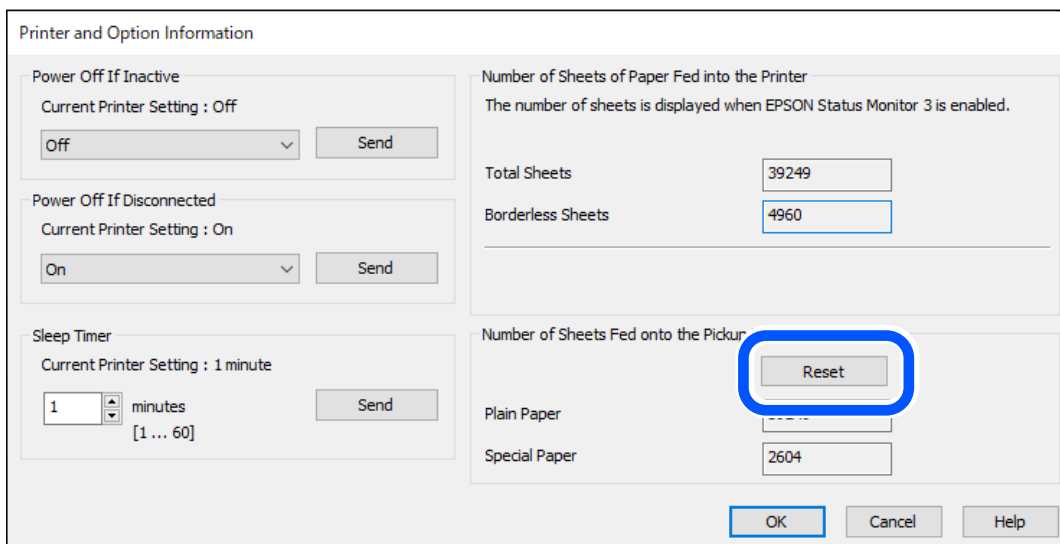 Printer and Option Information
Power Off If Inactive
Current Printer Setting : Off
Off
Send
Power Off If Disconnected
Current Printer Setting : On
On
Send
Sleep Timer
Current Printer Setting : 1 minute
1
minutes
Send
[1 ... 60]
Number of Sheets of Paper Fed into the Printer
The number of sheets is displayed when EPSON Status Monitor 3 is enabled.
Total Sheets
39249
Borderless Sheets
4960
Number of Sheets Fed onto the Pickup
Reset
Plain Paper
Special Paper
2604
OK
Cancel
Help